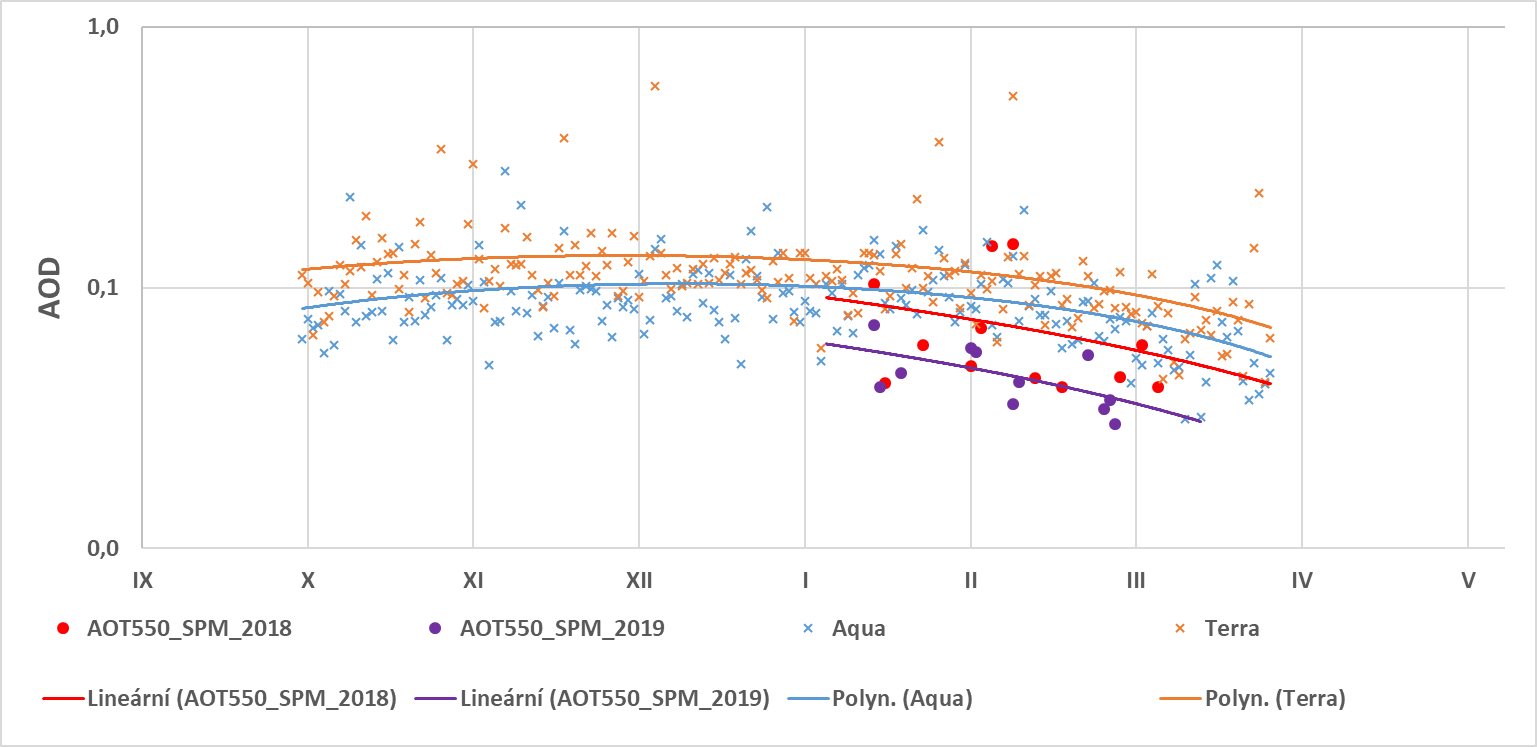 1,0
AOD
0,1
0,0
IX X XI XII I II III IV V
AOT550_SPM_2018 AOT550_SPM_2019 Aqua Terra
Lineární (AOT550_SPM_2018) Lineární (AOT550_SPM_2019) Polyn. (Aqua) Polyn. (Terra)